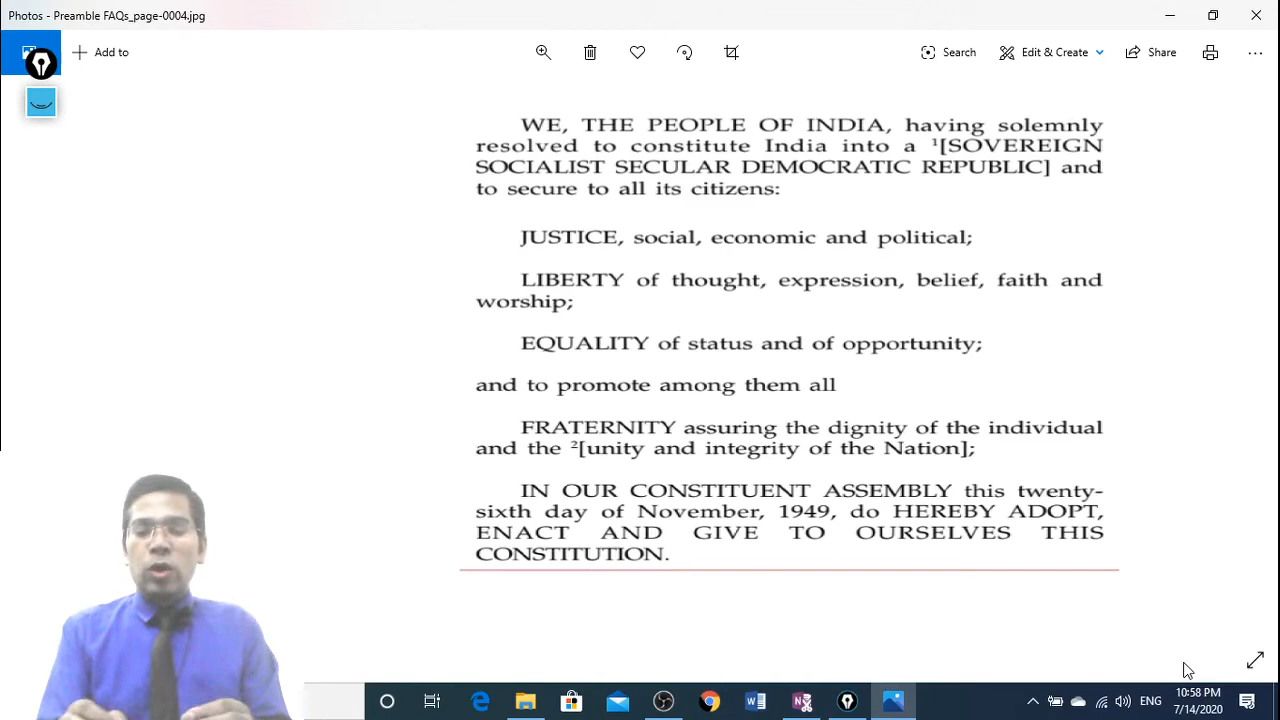 Photos - Preamble FAQs_page-0004.jpg
Add to
Search
Edit & Create
Share
WE, THE PEOPLE OF INDIA, having solemnly
resolved to constitute India into a ¹[SOVEREIGN
SOCIALIST SECULAR DEMOCRATIC REPUBLIC] and
to secure to all its citizens:
JUSTICE, social, economic and political;
LIBERTY of thought, expression, belief, faith and
worship;
EQUALITY of status and of opportunity;
and to promote among them all
FRATERNITY assuring the dignity of the individual
and the ²[unity and integrity of the Nation];
IN OUR CONSTITUENT ASSEMBLY this twenty-
sixth day of November, 1949, do HEREBY ADOPT,
ENACT AND GIVE TO OURSELVES THIS
CONSTITUTION.
ENG
10:58 PM
7/14/2020